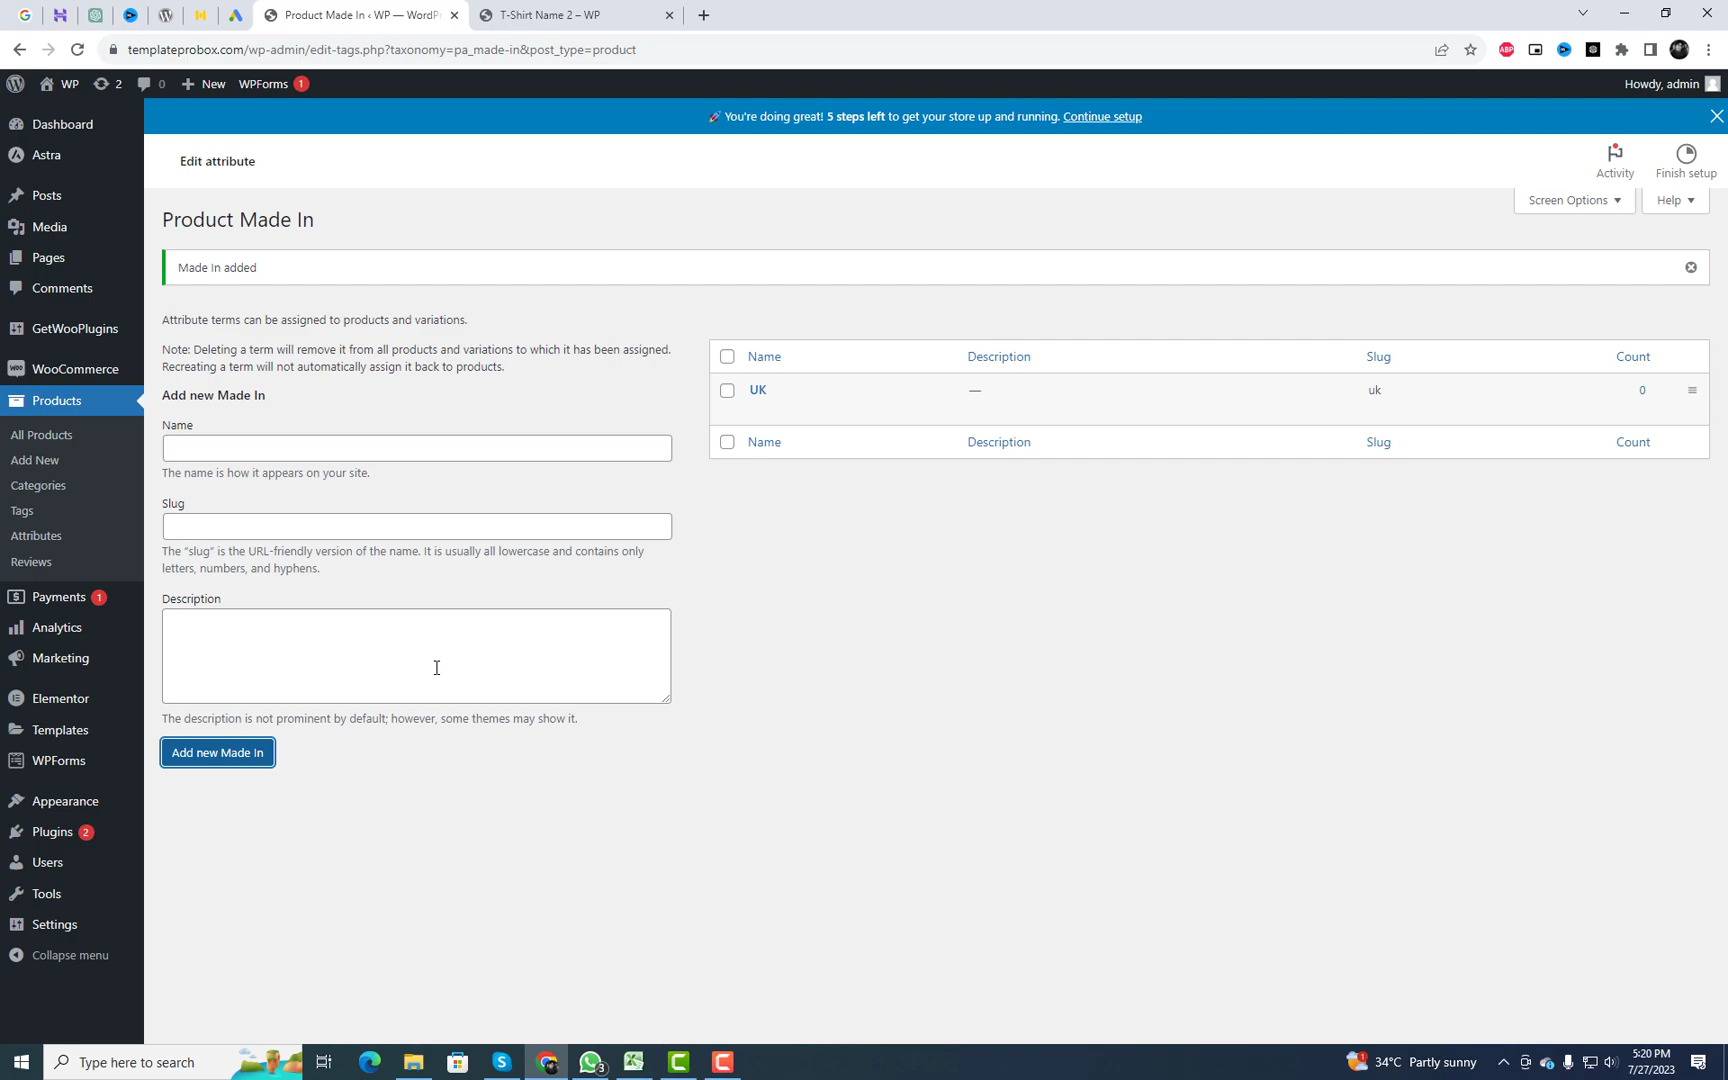 Product Made In ‹ WP — WordPr
T-Shirt Name 2 – WP
templateprobox.com/wp-admin/edit-tags.php?taxonomy=pa_made-in&post_type=product
ABP
WP
2
0
New
WPForms 1
Howdy, admin
🚀 You're doing great! 5 steps left to get your store up and running. Continue setup
Dashboard
Astra
Posts
Media
Pages
Comments
GetWooPlugins
WooCommerce
Products
All Products
Add New
Categories
Tags
Attributes
Reviews
Payments 1
Analytics
Marketing
Elementor
Templates
WPForms
Appearance
Plugins 2
Users
Tools
Settings
Collapse menu
Edit attribute
Activity
Finish setup
Screen Options
Help
Product Made In
Made In added
Attribute terms can be assigned to products and variations.
Note: Deleting a term will remove it from all products and variations to which it has been assigned.
Recreating a term will not automatically assign it back to products.
Add new Made In
Name
The name is how it appears on your site.
Slug
The “slug” is the URL-friendly version of the name. It is usually all lowercase and contains only
letters, numbers, and hyphens.
Description
The description is not prominent by default; however, some themes may show it.
Add new Made In
Name Description Slug Count
UK — uk 0
Name Description Slug Count
Type here to search
3
34°C Partly sunny
5:20 PM
7/27/2023